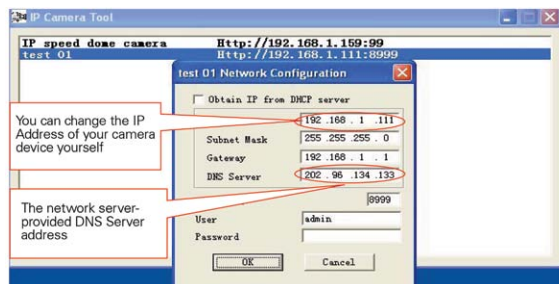 IP Camera Tool
IP speed dome camera Http://192.168.1.159:99
test 01 Http://192.168.1.111:8999
test 01 Network Configuration
Obtain IP from DHCP server
192 .168 . 1 .111
You can change the IP
Address of your camera
device yourself
Subnet Mask 255 .255 .255 . 0
Gateway 192 .168 . 1 . 1
DNS Server 202 . 96 .134 .133
The network server-
provided DNS Server
address
8999
User admin
Password
OK Cancel